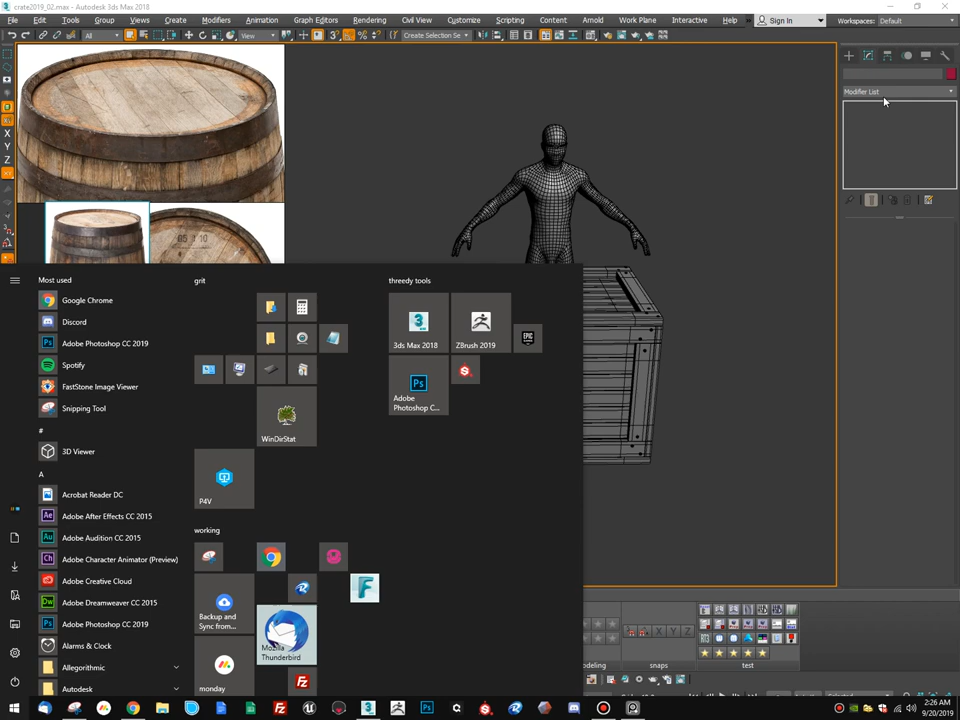 crate2019_02.max - Autodesk 3ds Max 2018
File Edit Tools Group Views Create Modifiers Animation Graph Editors Rendering Civil View Customize Scripting Content Arnold Work Plane Interactive Help Sign In Workspaces: Default
All View Create Selection Se
Modifier List
X
Y
Z
Most used
Google Chrome
Discord
Adobe Photoshop CC 2019
Spotify
FastStone Image Viewer
Snipping Tool
#
3D Viewer
A
Acrobat Reader DC
Adobe After Effects CC 2015
Adobe Audition CC 2015
Adobe Character Animator (Preview)
Adobe Creative Cloud
Adobe Dreamweaver CC 2015
Adobe Photoshop CC 2019
Alarms & Clock
Allegorithmic
Autodesk
grit
WinDirStat
P4V
working
Backup and
Sync from...
Mozilla
Thunderbird
monday
threedy tools
3ds Max 2018
ZBrush 2019
EPIC
Adobe
Photoshop C...
X Y Z
deling
snaps
test
2:26 AM
9/20/2019